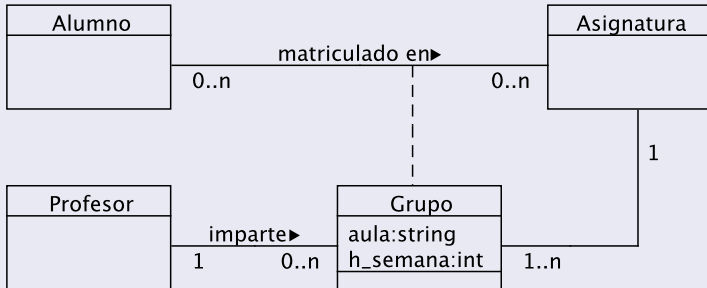 Alumno
Asignatura
matriculado en▶
0..n
0..n
1
Profesor
Grupo
imparte▶
aula:string
h_semana:int
1
0..n
1..n